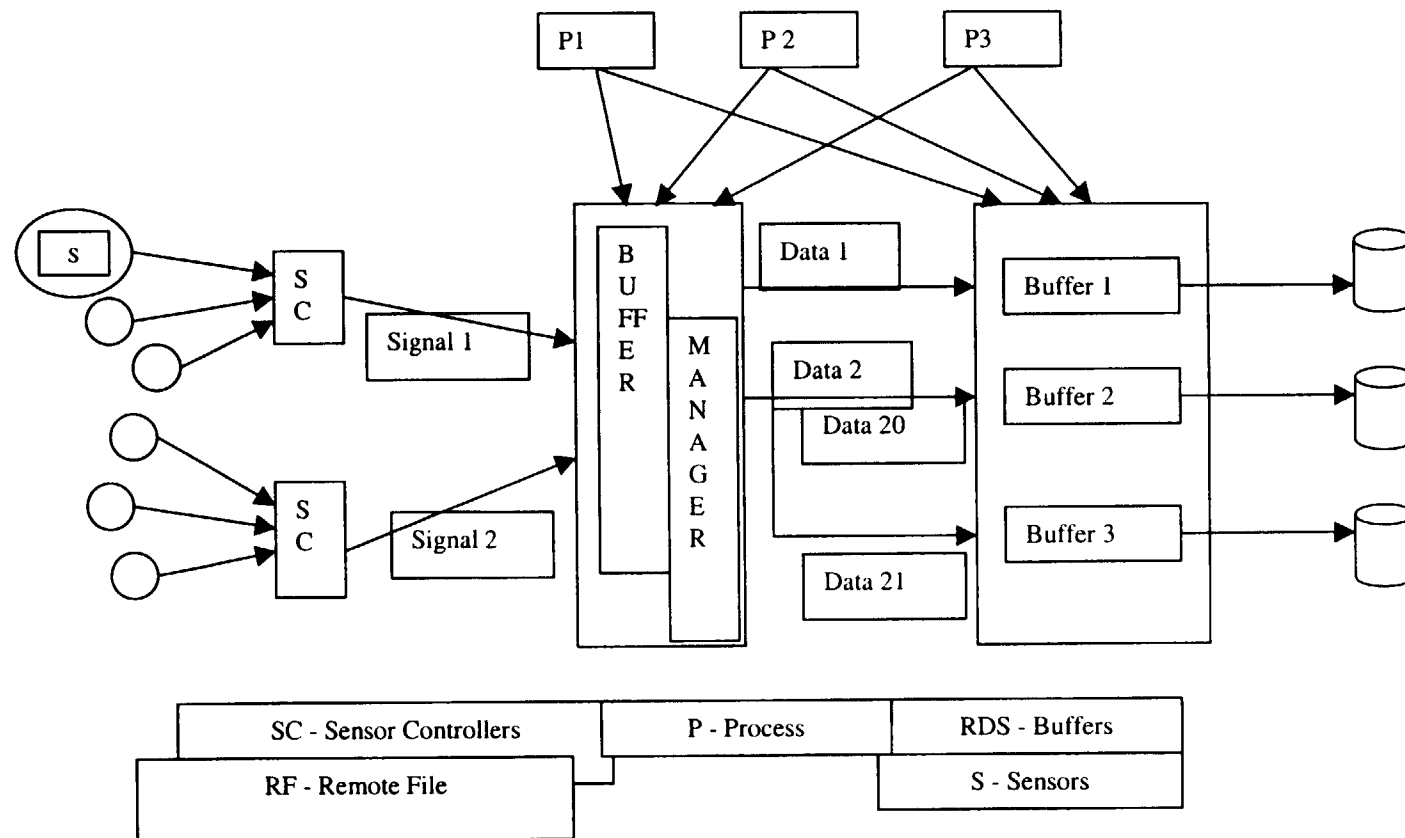 P1
P 2
P3
s
S
C
Signal 1
S
C
Signal 2
B
U
FF
E
R
M
A
N
A
G
E
R
Data 1
Data 2
Data 20
Data 21
Buffer 1
Buffer 2
Buffer 3
SC - Sensor Controllers
P - Process
RDS - Buffers
RF - Remote File
S - Sensors